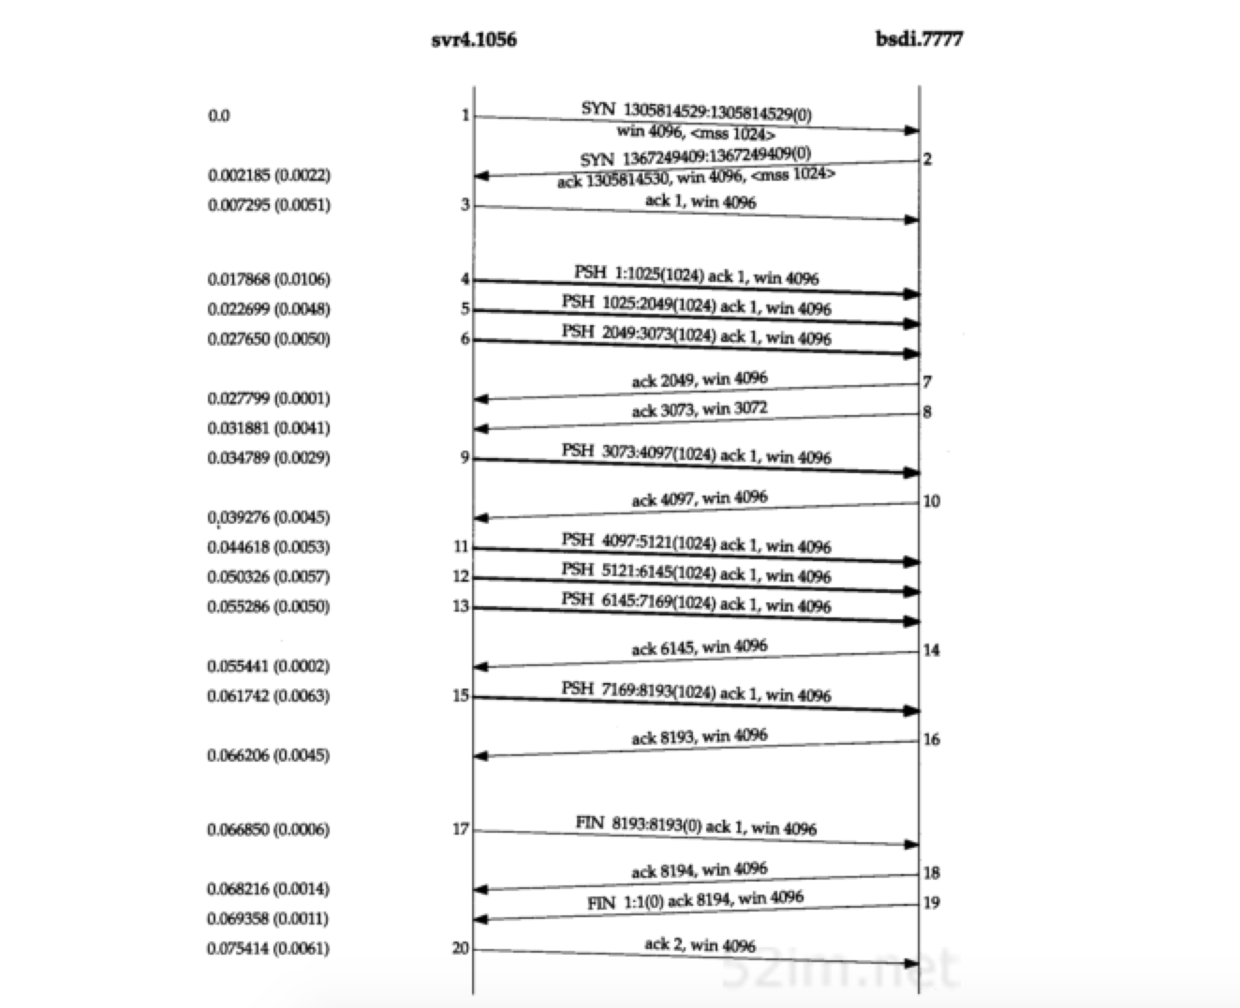 svr4.1056 bsdi.7777
0.0 1 SYN 1305814529:1305814529(0)
win 4096, <mss 1024>
SYN 1367249409:1367249409(0) 2
0.002185 (0.0022) ack 1305814530, win 4096, <mss 1024>
0.007295 (0.0051) 3 ack 1, win 4096
0.017868 (0.0106) 4 PSH 1:1025(1024) ack 1, win 4096
0.022699 (0.0048) 5 PSH 1025:2049(1024) ack 1, win 4096
0.027650 (0.0050) 6 PSH 2049:3073(1024) ack 1, win 4096
ack 2049, win 4096 7
0.027799 (0.0001)
ack 3073, win 3072 8
0.031881 (0.0041)
0.034789 (0.0029) 9 PSH 3073:4097(1024) ack 1, win 4096
ack 4097, win 4096 10
0.039276 (0.0045)
0.044618 (0.0053) 11 PSH 4097:5121(1024) ack 1, win 4096
0.050326 (0.0057) 12 PSH 5121:6145(1024) ack 1, win 4096
0.055286 (0.0050) 13 PSH 6145:7169(1024) ack 1, win 4096
ack 6145, win 4096 14
0.055441 (0.0002)
0.061742 (0.0063) 15 PSH 7169:8193(1024) ack 1, win 4096
ack 8193, win 4096 16
0.066206 (0.0045)
0.066850 (0.0006) 17 FIN 8193:8193(0) ack 1, win 4096
ack 8194, win 4096 18
0.068216 (0.0014)
FIN 1:1(0) ack 8194, win 4096 19
0.069358 (0.0011)
0.075414 (0.0061) 20 ack 2, win 4096
52im.net